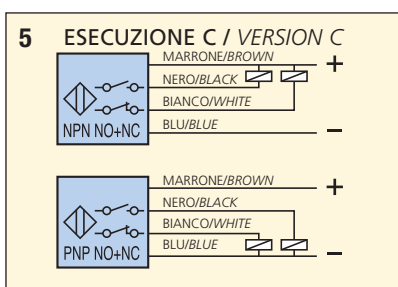 5 ESECUZIONE C / VERSION C
MARRONE/BROWN
+
NERO/BLACK
BIANCO/WHITE
BLU/BLUE
−
NPN NO+NC
MARRONE/BROWN
+
NERO/BLACK
BIANCO/WHITE
BLU/BLUE
−
PNP NO+NC